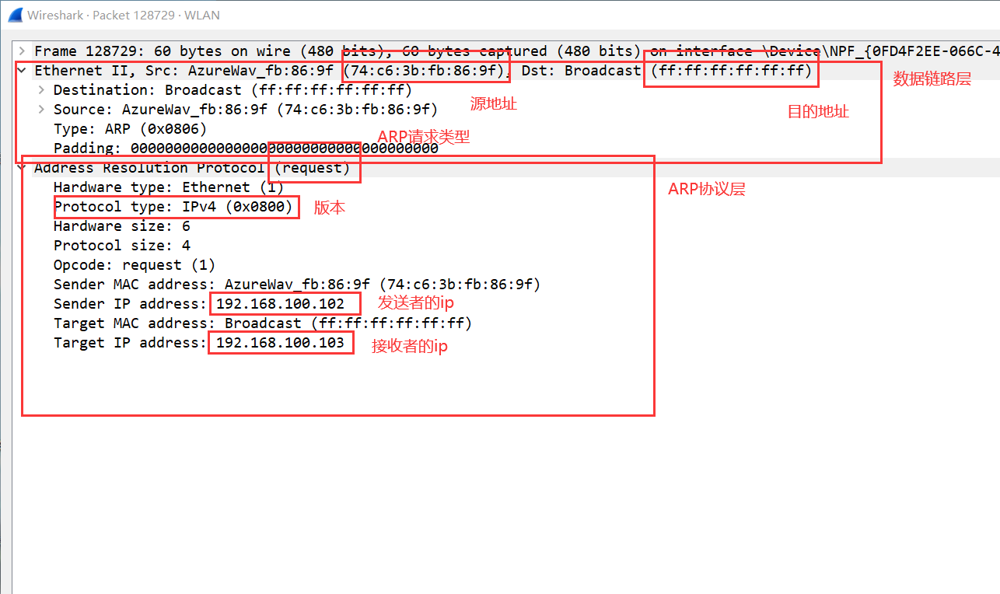 Wireshark · Packet 128729 · WLAN
Frame 128729: 60 bytes on wire (480 bits), 60 bytes captured (480 bits) on interface \Device\NPF_{0FD4F2EE-066C-4
Ethernet II, Src: AzureWav_fb:86:9f (74:c6:3b:fb:86:9f), Dst: Broadcast (ff:ff:ff:ff:ff:ff)
数据链路层
Destination: Broadcast (ff:ff:ff:ff:ff:ff)
源地址
目的地址
Source: AzureWav_fb:86:9f (74:c6:3b:fb:86:9f)
Type: ARP (0x0806)
ARP请求类型
Padding: 000000000000000000000000000000000000
Address Resolution Protocol (request)
ARP协议层
Hardware type: Ethernet (1)
Protocol type: IPv4 (0x0800)
版本
Hardware size: 6
Protocol size: 4
Opcode: request (1)
Sender MAC address: AzureWav_fb:86:9f (74:c6:3b:fb:86:9f)
Sender IP address: 192.168.100.102
发送者的ip
Target MAC address: Broadcast (ff:ff:ff:ff:ff:ff)
Target IP address: 192.168.100.103
接收者的ip